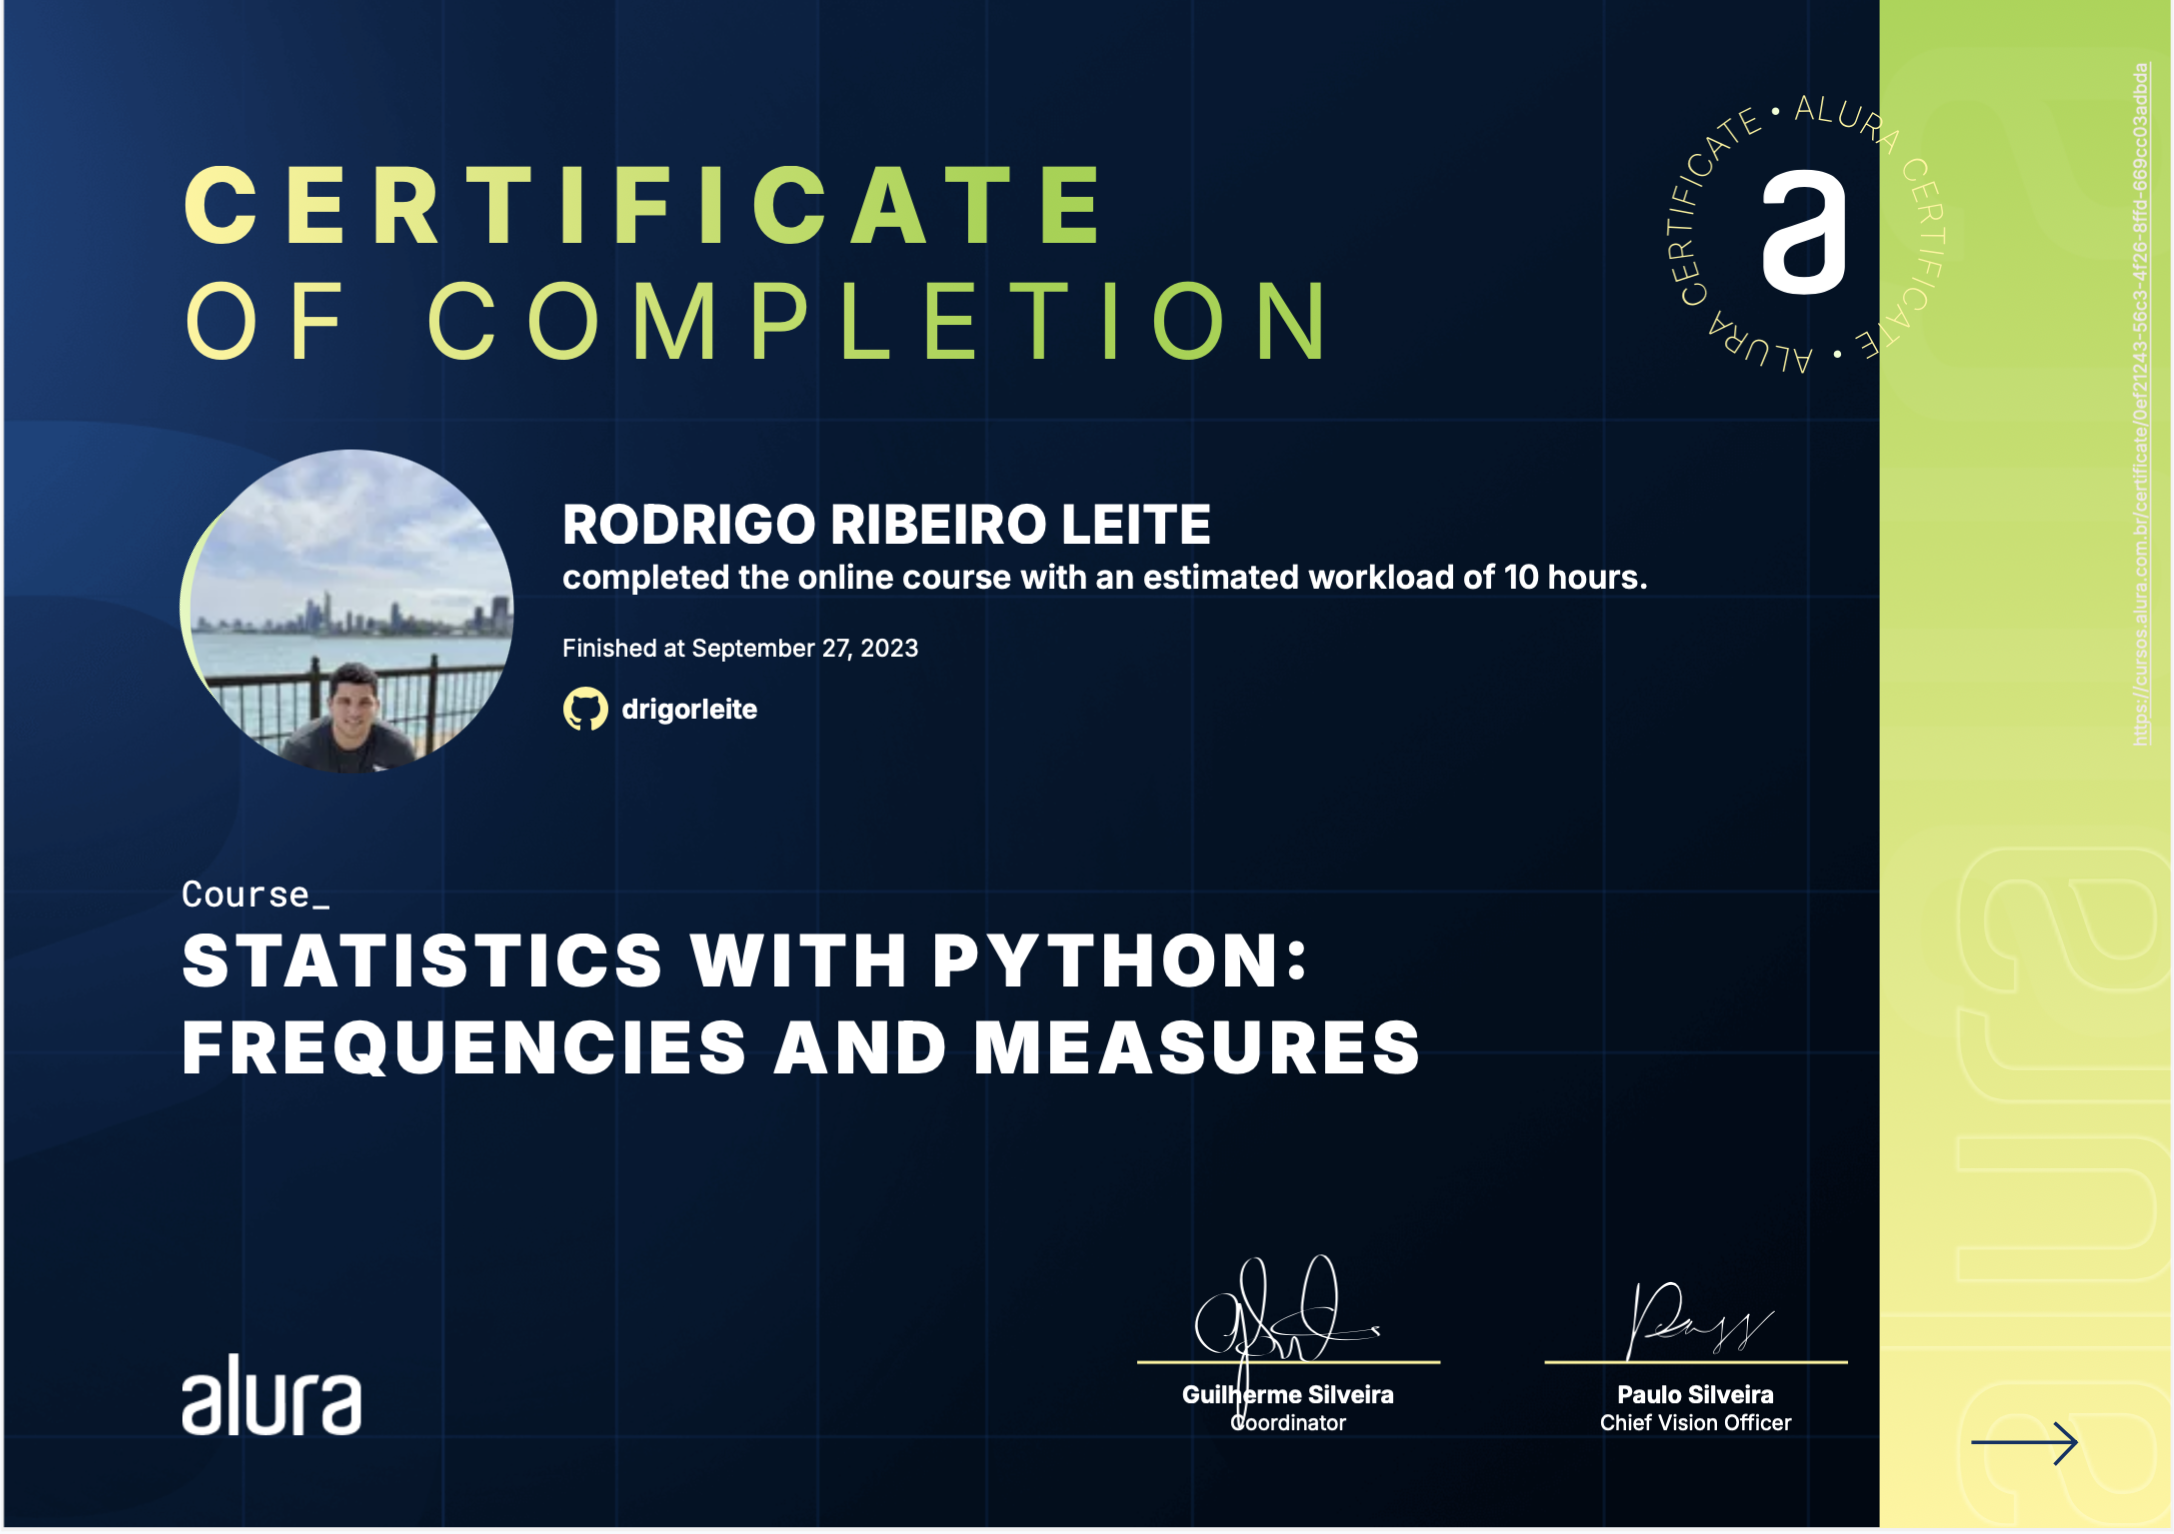 CERTIFICATE
OF COMPLETION
ALURA CERTIFICATE • ALURA CERTIFICATE •
a
RODRIGO RIBEIRO LEITE
completed the online course with an estimated workload of 10 hours.
Finished at September 27, 2023
drigorleite
Course_
STATISTICS WITH PYTHON:
FREQUENCIES AND MEASURES
alura
Guilherme Silveira
Coordinator
Paulo Silveira
Chief Vision Officer
https://cursos.alura.com.br/certificate/0ef21243-56c3-4f26-8ffd-669cc03adbda
alura